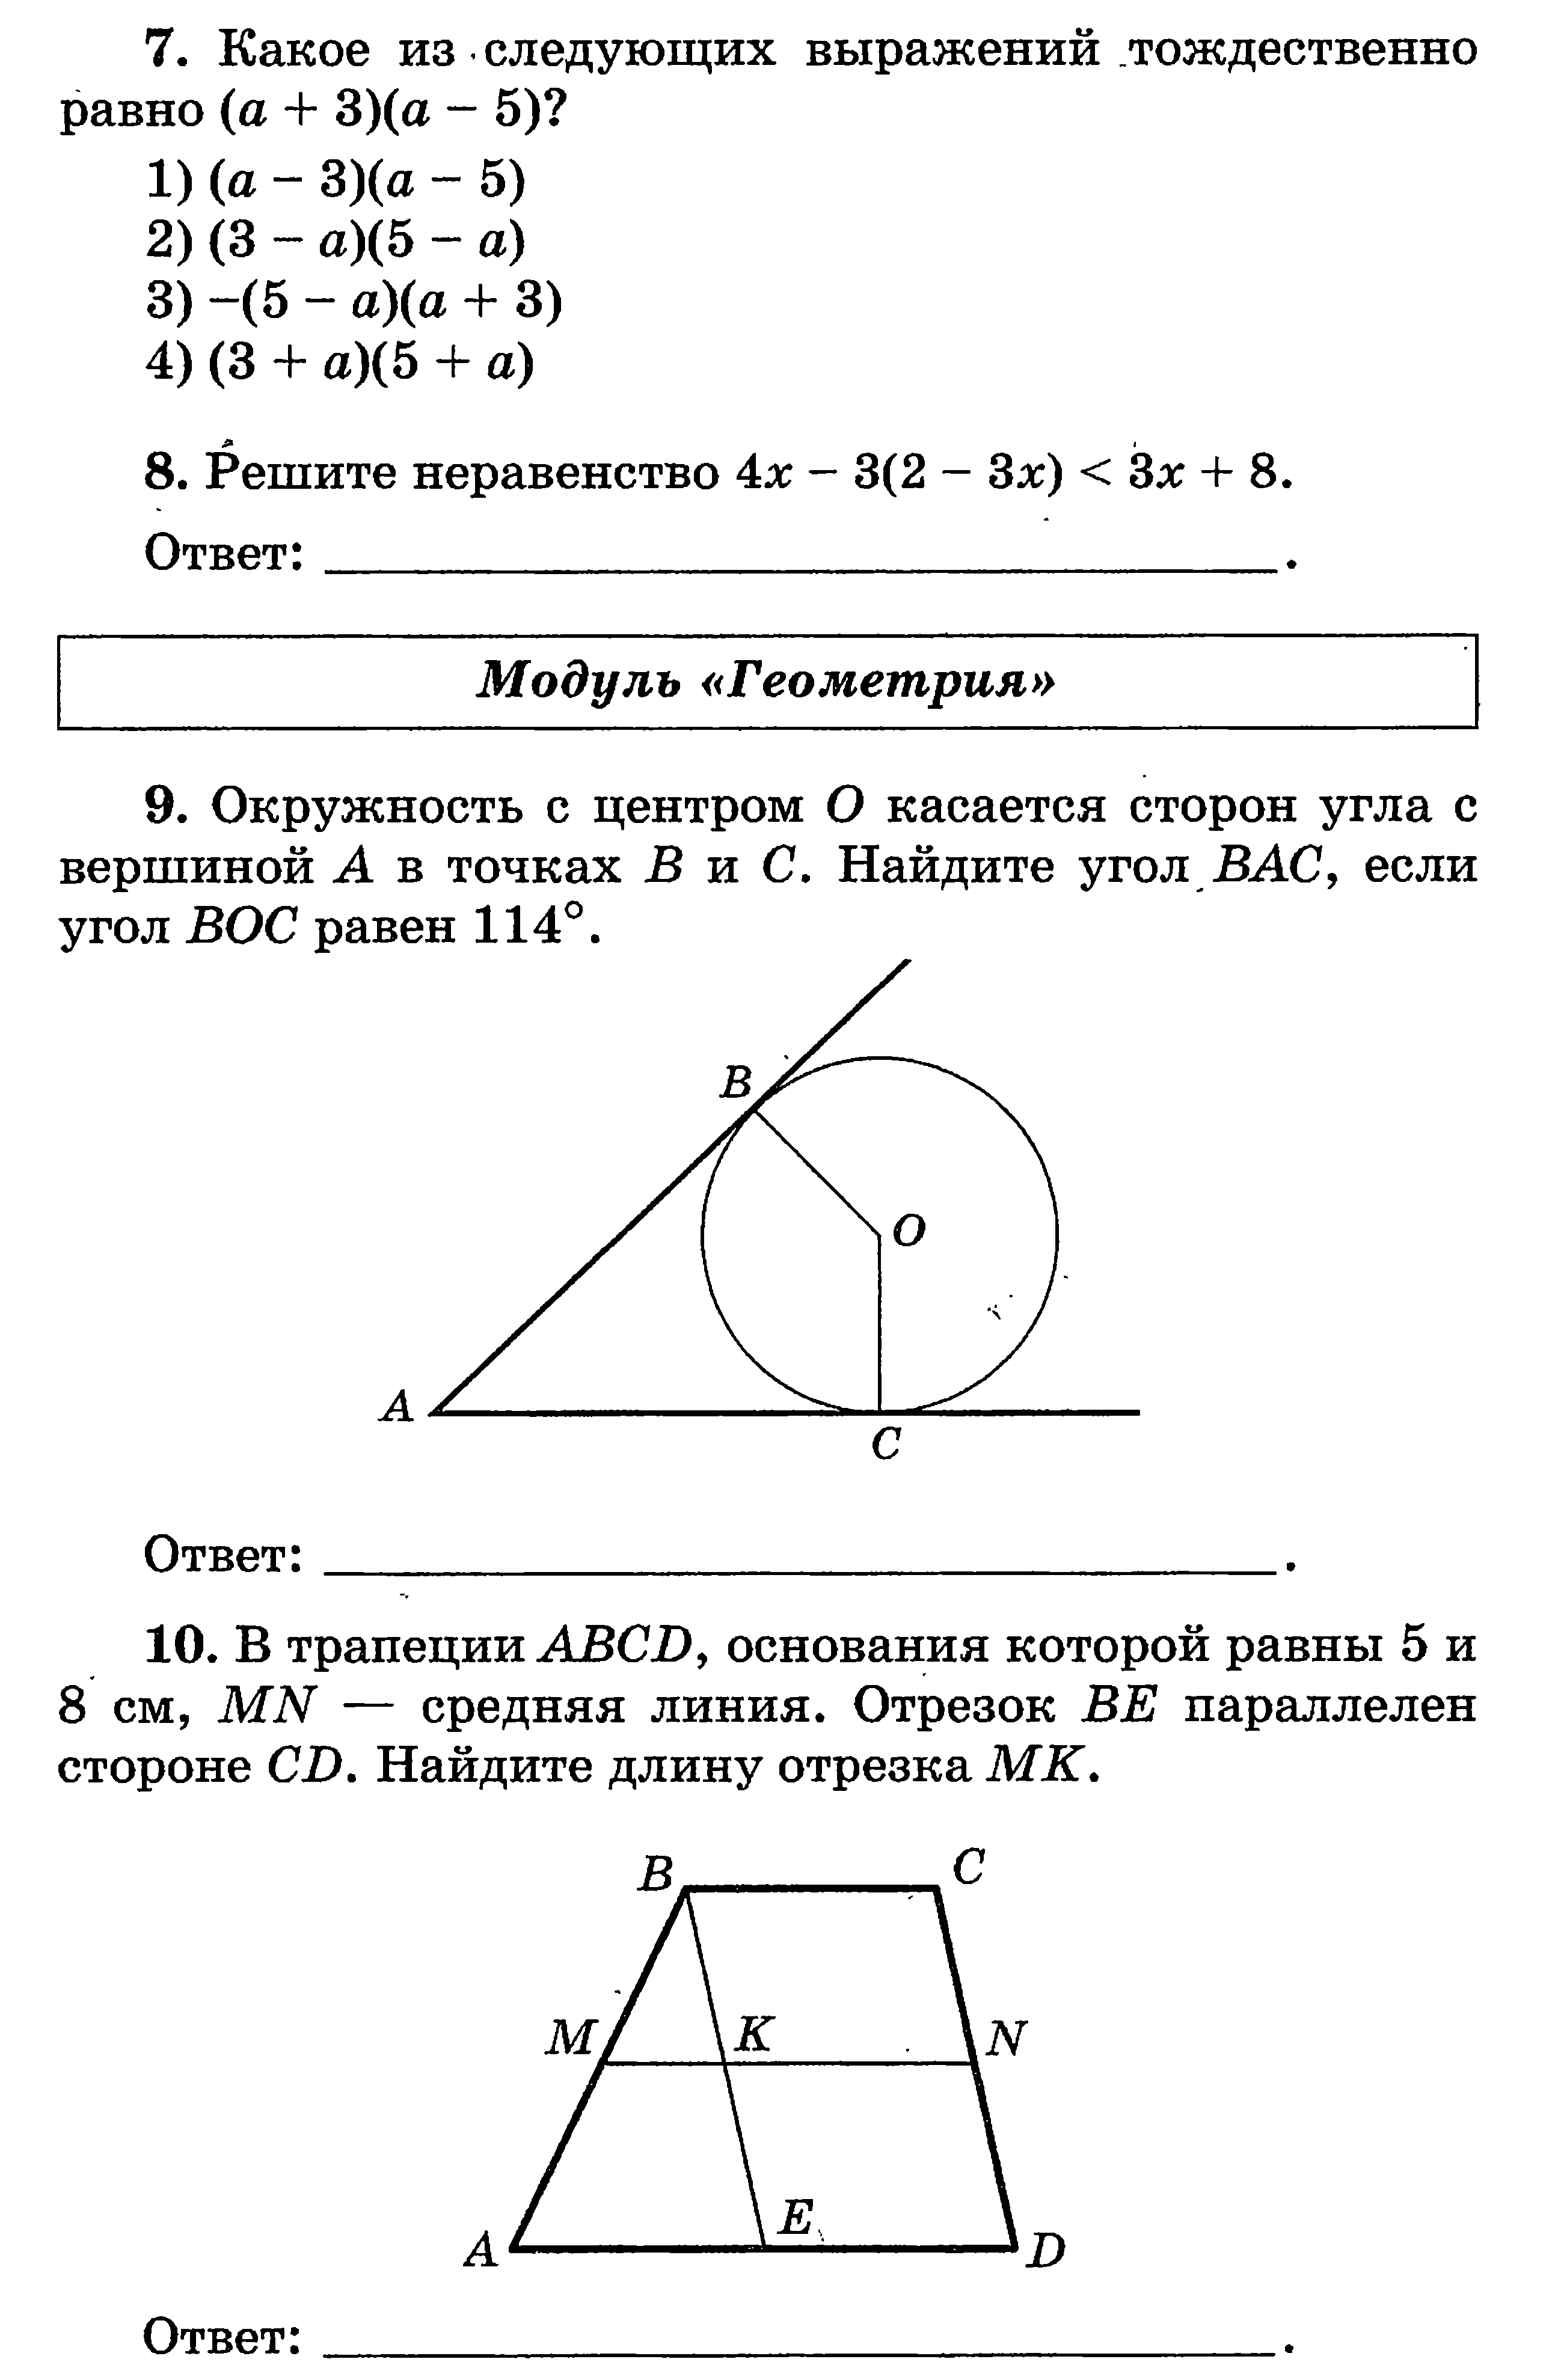 7. Какое из следующих выражений тождественно
равно (a + 3)(a − 5)?
1) (a − 3)(a − 5)
2) (3 − a)(5 − a)
3) −(5 − a)(a + 3)
4) (3 + a)(5 + a)
8. Решите неравенство 4x − 3(2 − 3x) < 3x + 8.
Ответ: ____________________.
Модуль «Геометрия»
9. Окружность с центром O касается сторон угла с
вершиной A в точках B и C. Найдите угол BAC, если
угол BOC равен 114°.
B
O
A
C
Ответ: ____________________.
10. В трапеции ABCD, основания которой равны 5 и
8 см, MN — средняя линия. Отрезок BE параллелен
стороне CD. Найдите длину отрезка MK.
B C
M K N
E
A D
Ответ: ____________________.